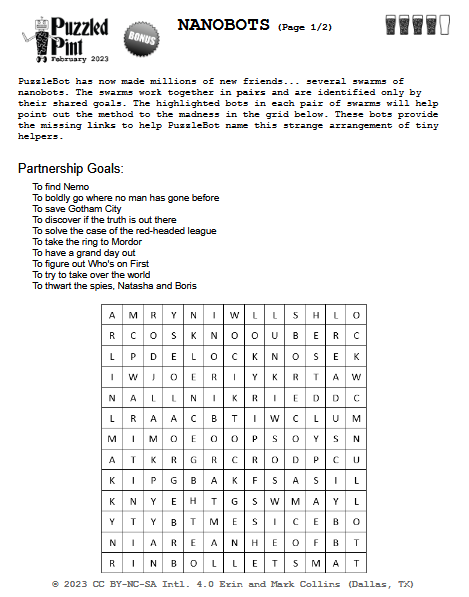 Puzzled
Pint
February 2023
BONUS
NANOBOTS (Page 1/2)
PuzzleBot has now made millions of new friends... several swarms of
nanobots. The swarms work together in pairs and are identified only by
their shared goals. The highlighted bots in each pair of swarms will help
point out the method to the madness in the grid below. These bots provide
the missing links to help PuzzleBot name this strange arrangement of tiny
helpers.
Partnership Goals:
To find Nemo
To boldly go where no man has gone before
To save Gotham City
To discover if the truth is out there
To solve the case of the red-headed league
To take the ring to Mordor
To have a grand day out
To figure out Who's on First
To try to take over the world
To thwart the spies, Natasha and Boris
A M R Y N I W L L S H L O
R C O S K N O O U B E R C
L P D E L O C K N O S E K
I W J O E R I Y K R T A W
N A L L N I K R I E D D C
L R A A C B T I W C L U M
M I M O E O O P S O Y S N
A T K R G R C R O D P C U
K I P G B A K F S A S I L
K N Y E H T G S W M A Y L
Y T Y B T M E S I C E B O
N I A R E A N H E O F B T
R I N B O L L E T S M A T
© 2023 CC BY-NC-SA Intl. 4.0 Erin and Mark Collins (Dallas, TX)